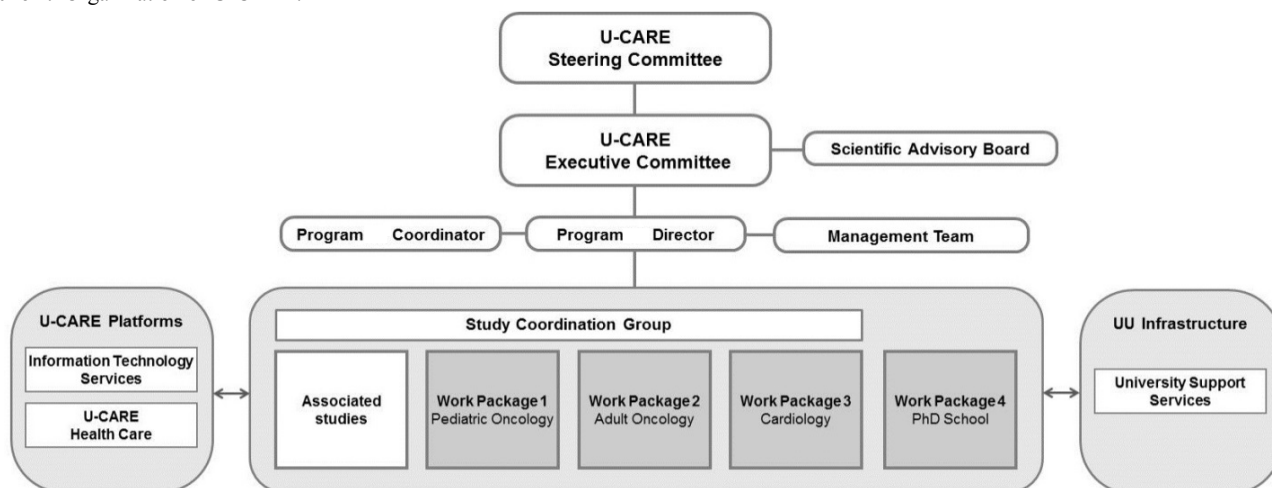 U-CARE
Steering Committee
U-CARE
Executive Committee
Scientific Advisory Board
Program Coordinator
Program Director
Management Team
U-CARE Platforms
Information Technology
Services
U-CARE
Health Care
Study Coordination Group
Associated
studies
Work Package 1
Pediatric Oncology
Work Package 2
Adult Oncology
Work Package 3
Cardiology
Work Package 4
PhD School
UU Infrastructure
University Support
Services